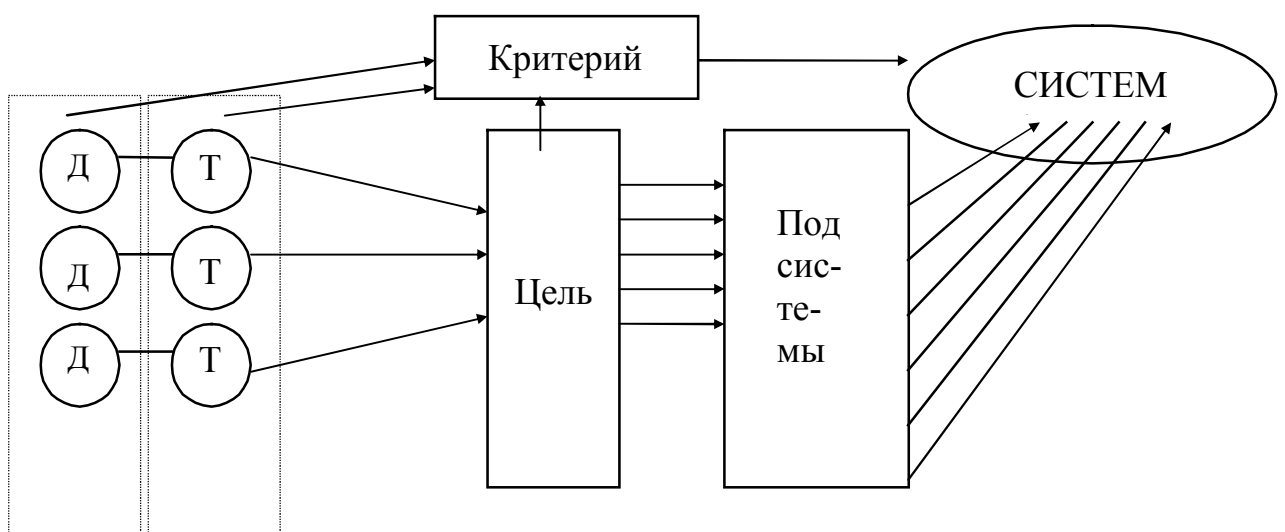 Критерий
СИСТЕМ
Д Т
Д Т
Д Т
Цель
Под
сис-
те-
мы